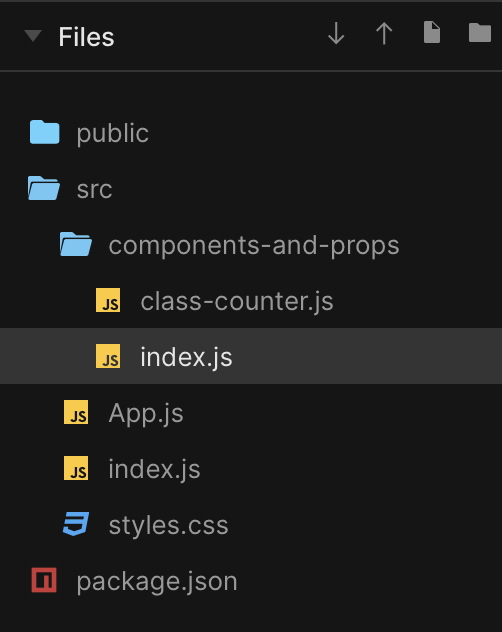 Files
public
src
components-and-props
JS class-counter.js
JS index.js
JS App.js
JS index.js
styles.css
package.json